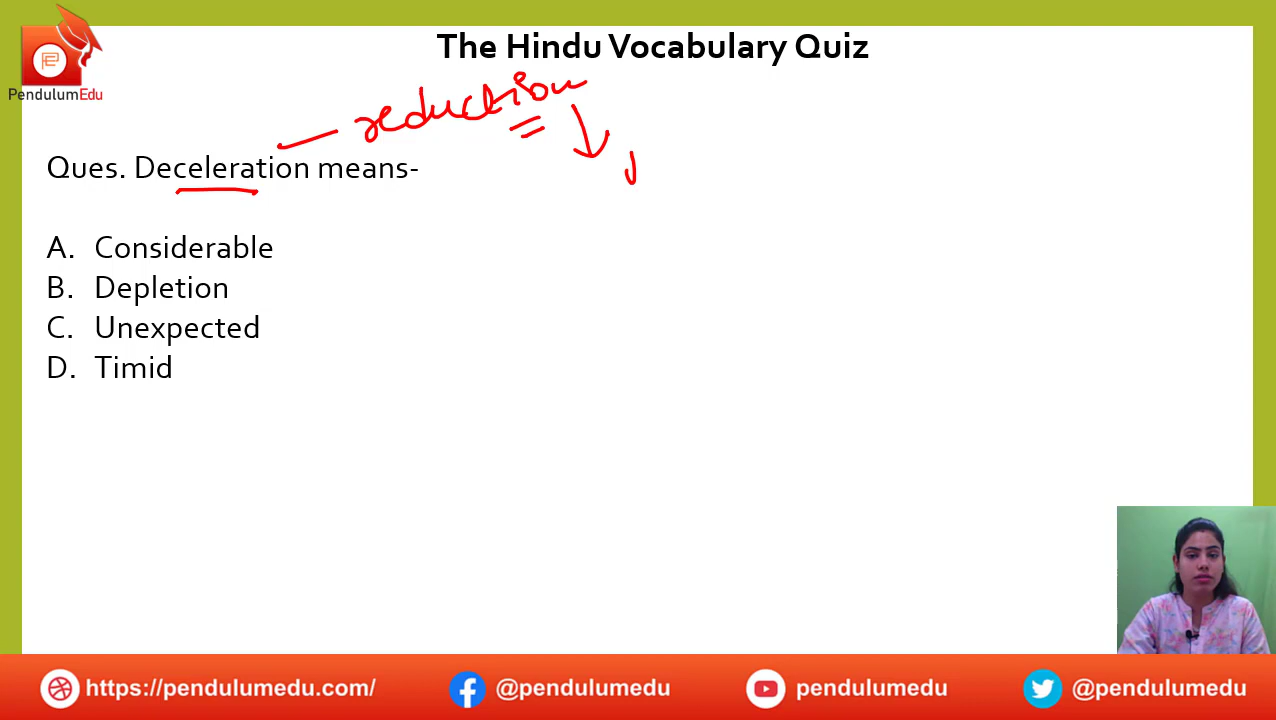 The Hindu Vocabulary Quiz
PendulumEdu
reduction
Ques. Deceleration means-
A. Considerable
B. Depletion
C. Unexpected
D. Timid
https://pendulumedu.com/
@pendulumedu
pendulumedu
@pendulumedu